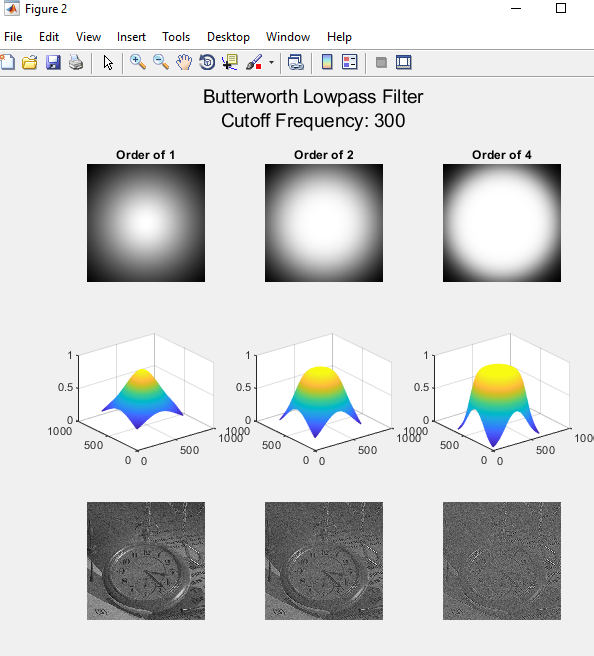 Figure 2
File Edit View Insert Tools Desktop Window Help
Butterworth Lowpass Filter
Cutoff Frequency: 300
Order of 1 Order of 2 Order of 4
1 1 1
0.5 0.5 0.5
0 0 0
1000 1000 1000 1000 100
500 500 500 500 500 500
0 0 0 0 0 0